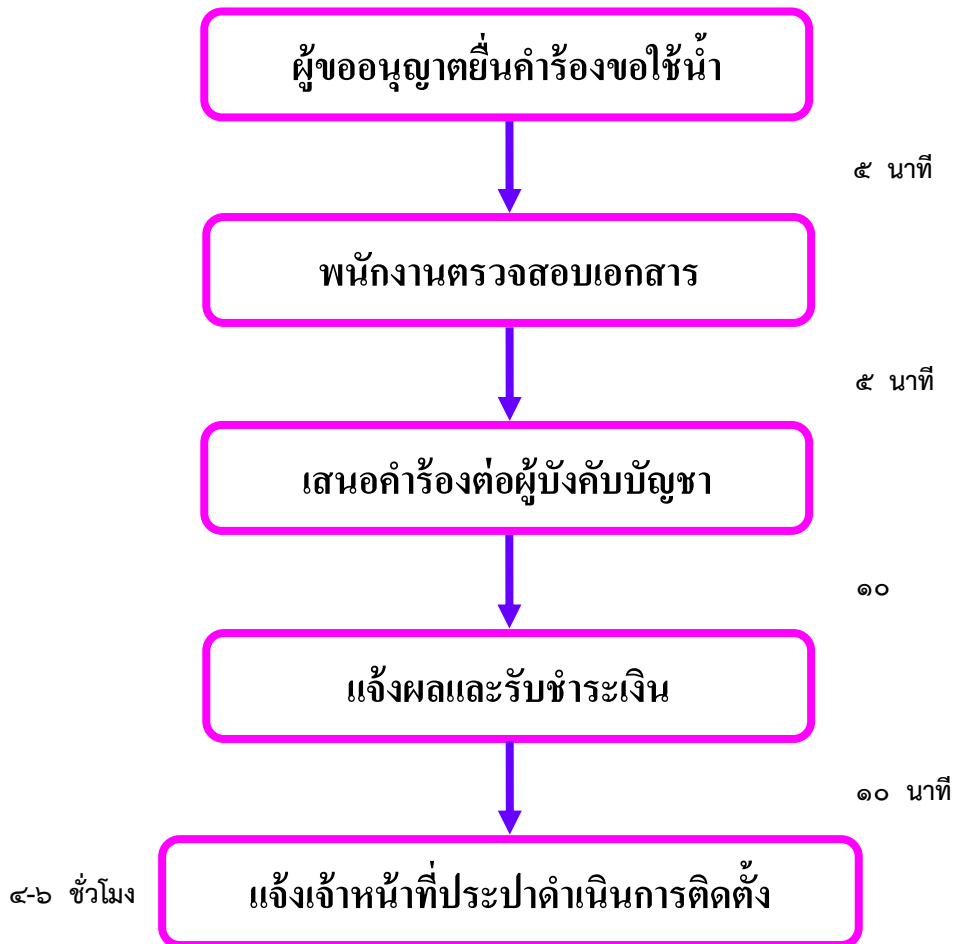 ผู้ขออนุญาตยื่นคำร้องขอใช้น้ำ
๕ นาที
พนักงานตรวจสอบเอกสาร
๕ นาที
เสนอคำร้องต่อผู้บังคับบัญชา
๑๐
แจ้งผลและรับชำระเงิน
๑๐ นาที
๔-๖ ชั่วโมง
แจ้งเจ้าหน้าที่ประปาดำเนินการติดตั้ง